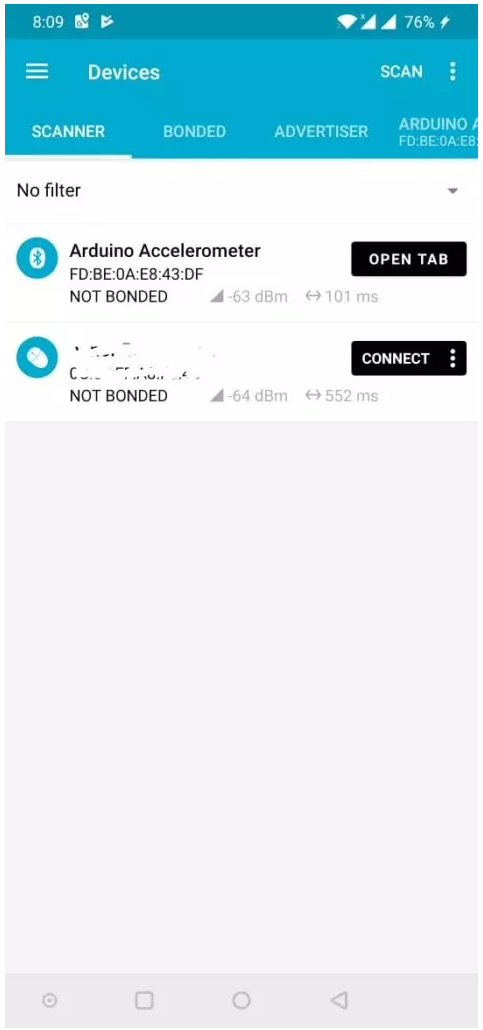 8:09 76%
Devices SCAN
SCANNER BONDED ADVERTISER ARDUINO A
FD:BE:0A:E8:
No filter
Arduino Accelerometer
FD:BE:0A:E8:43:DF
OPEN TAB
NOT BONDED -63 dBm 101 ms
CONNECT
NOT BONDED -64 dBm 552 ms